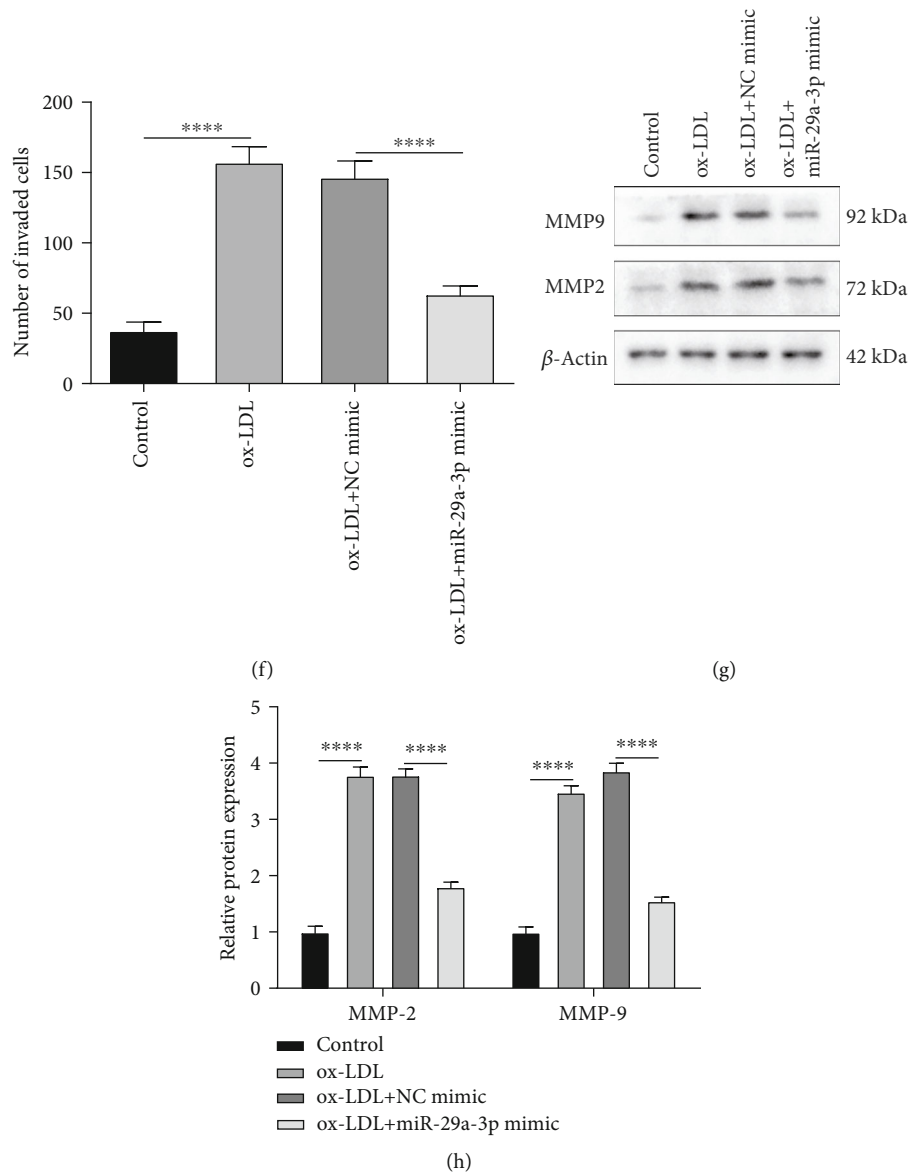 200
150
100
50
0
Number of invaded cells
****
****
Control
ox-LDL
ox-LDL+NC mimic
ox-LDL+miR-29a-3p mimic
(f)
Control
ox-LDL
ox-LDL+NC mimic
ox-LDL+
miR-29a-3p mimic
MMP9
92 kDa
MMP2
72 kDa
β-Actin
42 kDa
(g)
5
4
3
2
1
0
Relative protein expression
****
****
****
****
MMP-2
MMP-9
Control
ox-LDL
ox-LDL+NC mimic
ox-LDL+miR-29a-3p mimic
(h)